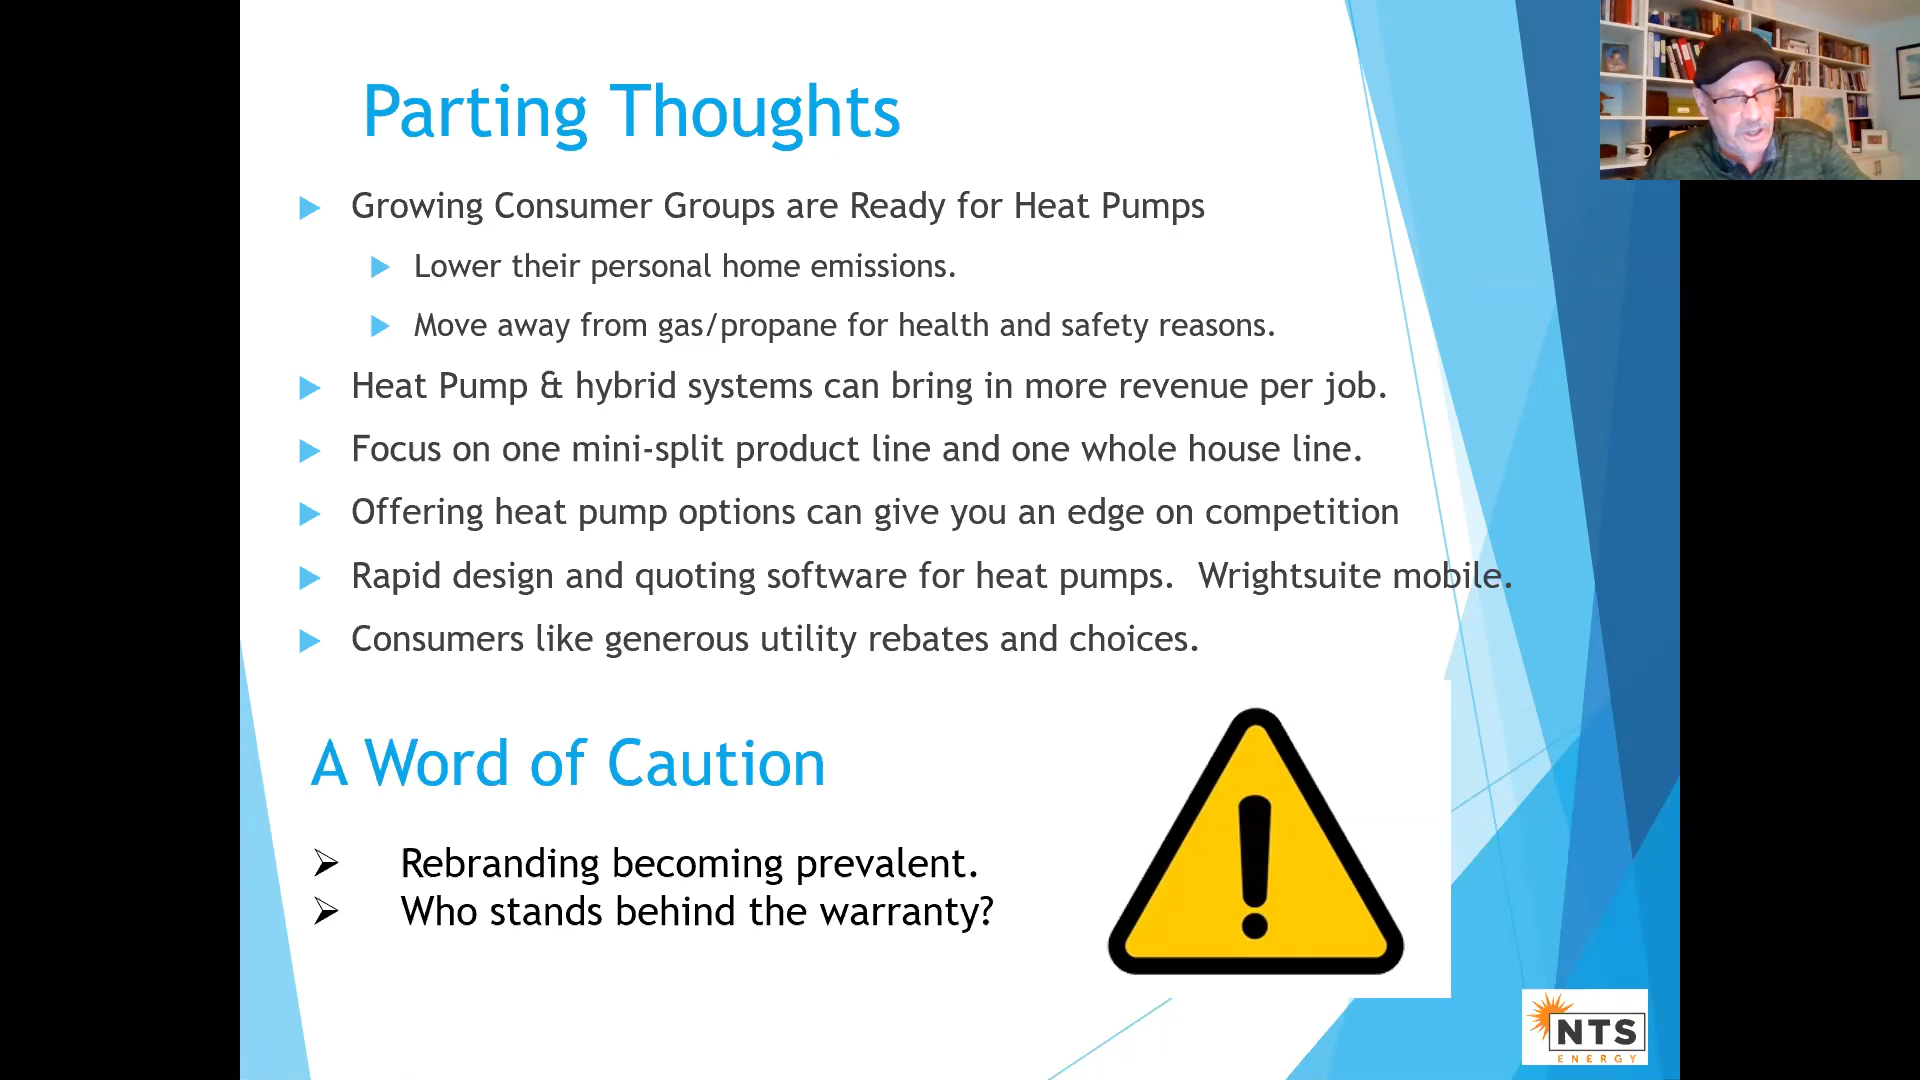 Parting Thoughts
Growing Consumer Groups are Ready for Heat Pumps
Lower their personal home emissions.
Move away from gas/propane for health and safety reasons.
Heat Pump & hybrid systems can bring in more revenue per job.
Focus on one mini-split product line and one whole house line.
Offering heat pump options can give you an edge on competition
Rapid design and quoting software for heat pumps.  Wrightsuite mobile.
Consumers like generous utility rebates and choices.
A Word of Caution
Rebranding becoming prevalent.
Who stands behind the warranty?
NTS
ENERGY